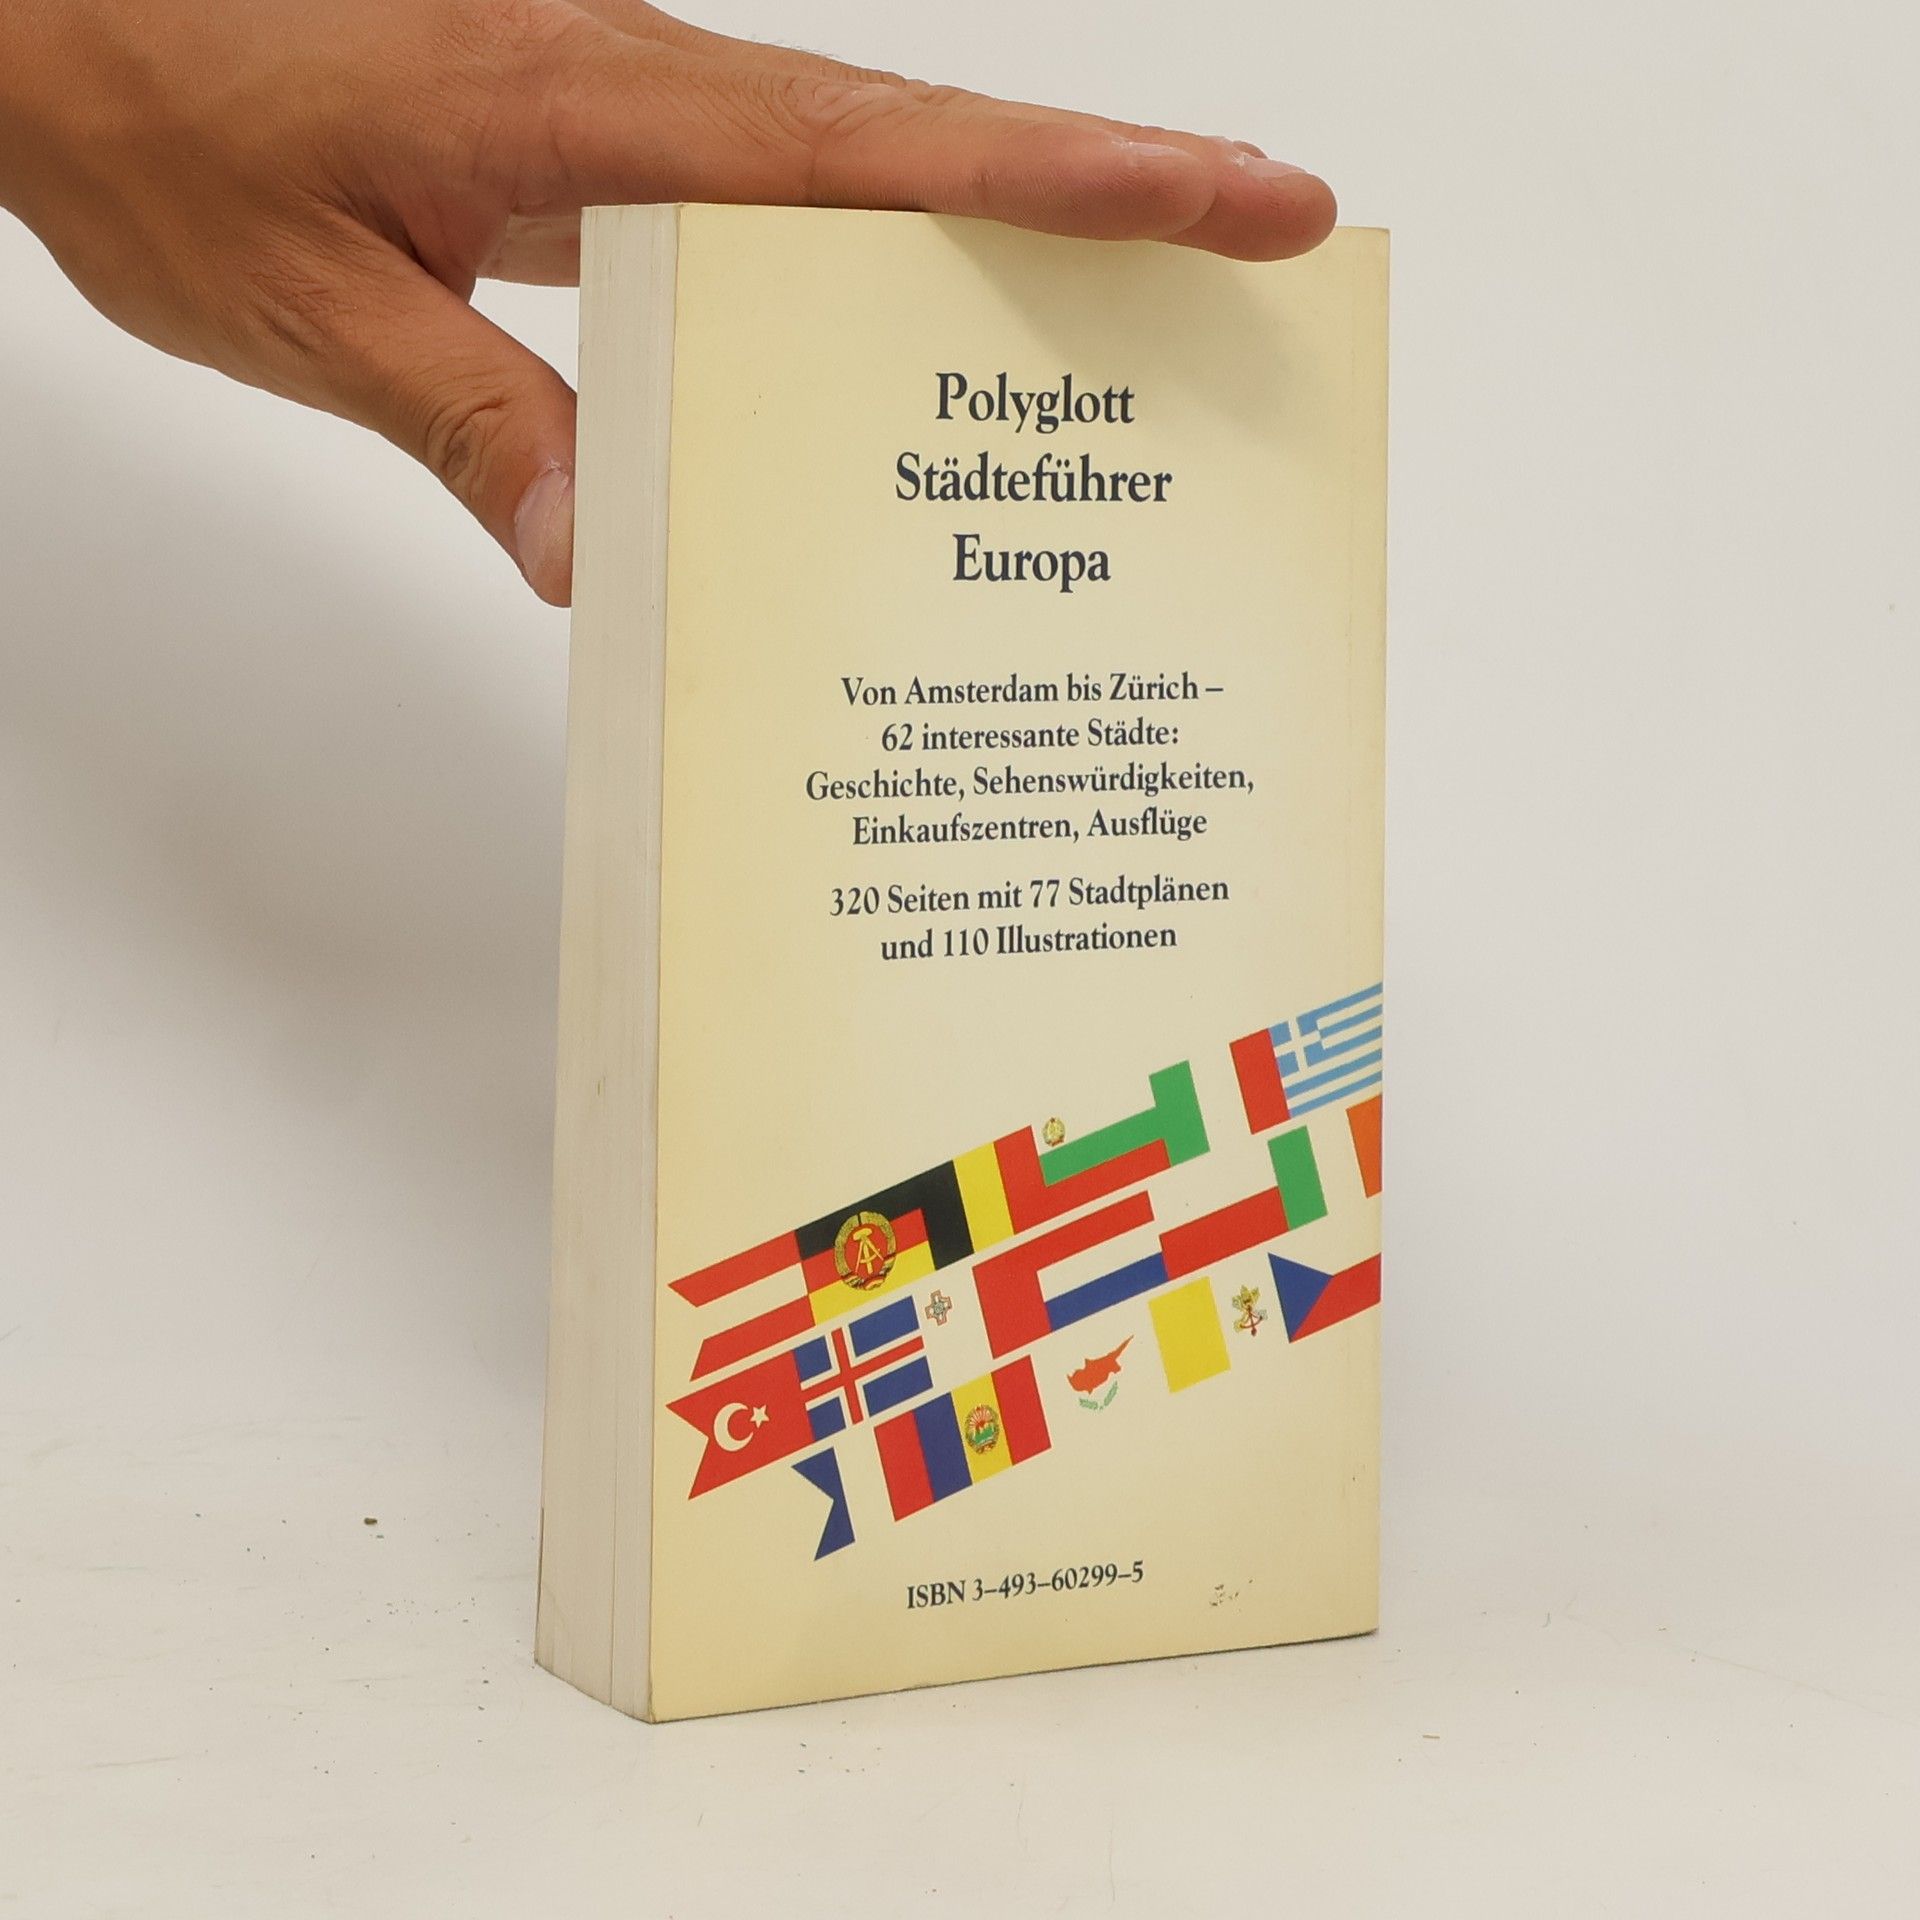 Polyglott
Städteführer
Europa
Von Amsterdam bis Zürich –
62 interessante Städte:
Geschichte, Sehenswürdigkeiten,
Einkaufszentren, Ausflüge
320 Seiten mit 77 Stadtplänen
und 110 Illustrationen
ISBN 3–493–60299–5